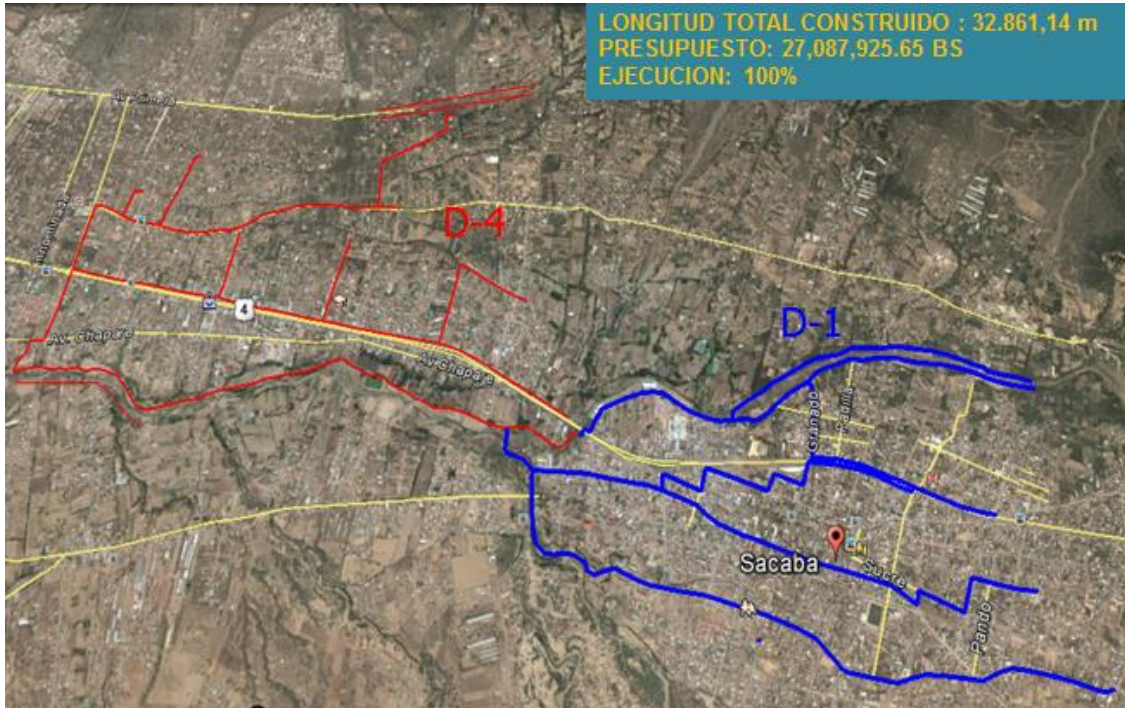 LONGITUD TOTAL CONSTRUIDO : 32.861,14 m
PRESUPUESTO: 27,087,925.65 BS
EJECUCION: 100%
D-4
4
Av. Chapare
Av Chapare
D-1
Granado
Padilla
Sacaba
Sucre
Pando